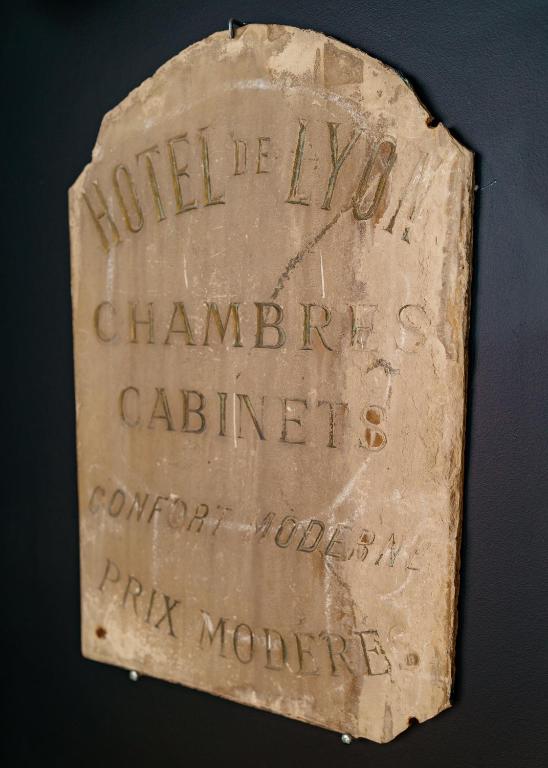 HOTEL DE LYON
CHAMBRES
CABINETS
CONFORT MODERNE
PRIX MODERES